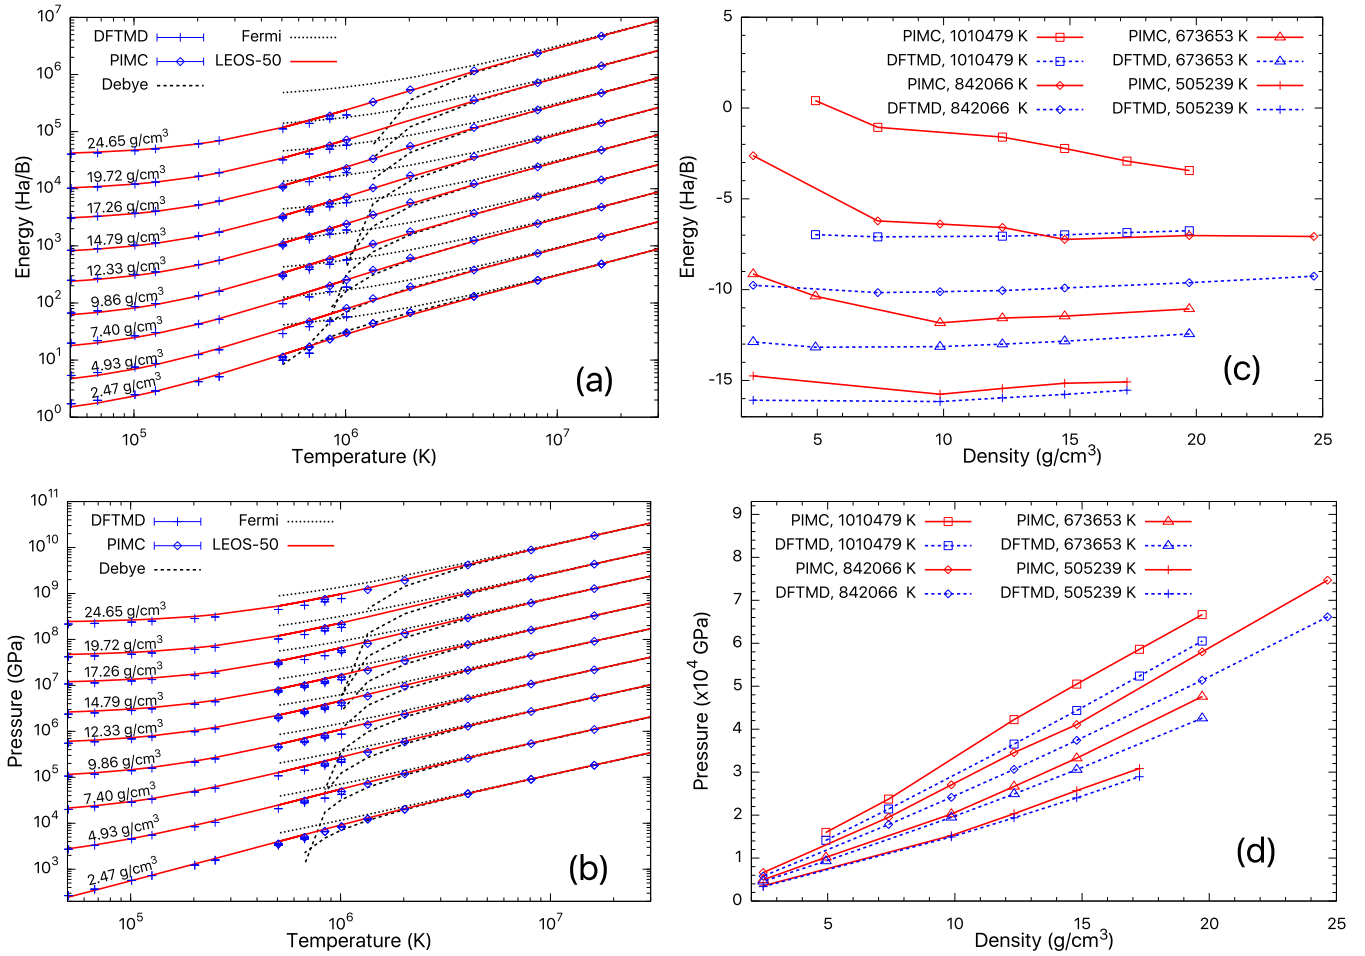 10⁷
10⁶
10⁵
10⁴
10³
10²
10¹
10⁰
Energy (Ha/B)
DFTMD
PIMC
Debye
Fermi
LEOS-50
24.65 g/cm³
19.72 g/cm³
17.26 g/cm³
14.79 g/cm³
12.33 g/cm³
9.86 g/cm³
7.40 g/cm³
4.93 g/cm³
2.47 g/cm³
(a)
10⁵ 10⁶ 10⁷
Temperature (K)
5
0
-5
-10
-15
Energy (Ha/B)
PIMC, 1010479 K
DFTMD, 1010479 K
PIMC, 842066 K
DFTMD, 842066 K
PIMC, 673653 K
DFTMD, 673653 K
PIMC, 505239 K
DFTMD, 505239 K
(c)
5 10 15 20 25
Density (g/cm³)
10¹¹
10¹⁰
10⁹
10⁸
10⁷
10⁶
10⁵
10⁴
10³
Pressure (GPa)
DFTMD
PIMC
Debye
Fermi
LEOS-50
24.65 g/cm³
19.72 g/cm³
17.26 g/cm³
14.79 g/cm³
12.33 g/cm³
9.86 g/cm³
7.40 g/cm³
4.93 g/cm³
2.47 g/cm³
(b)
10⁵ 10⁶ 10⁷
Temperature (K)
9
8
7
6
5
4
3
2
1
0
Pressure (x10⁴ GPa)
PIMC, 1010479 K
DFTMD, 1010479 K
PIMC, 842066 K
DFTMD, 842066 K
PIMC, 673653 K
DFTMD, 673653 K
PIMC, 505239 K
DFTMD, 505239 K
(d)
5 10 15 20 25
Density (g/cm³)